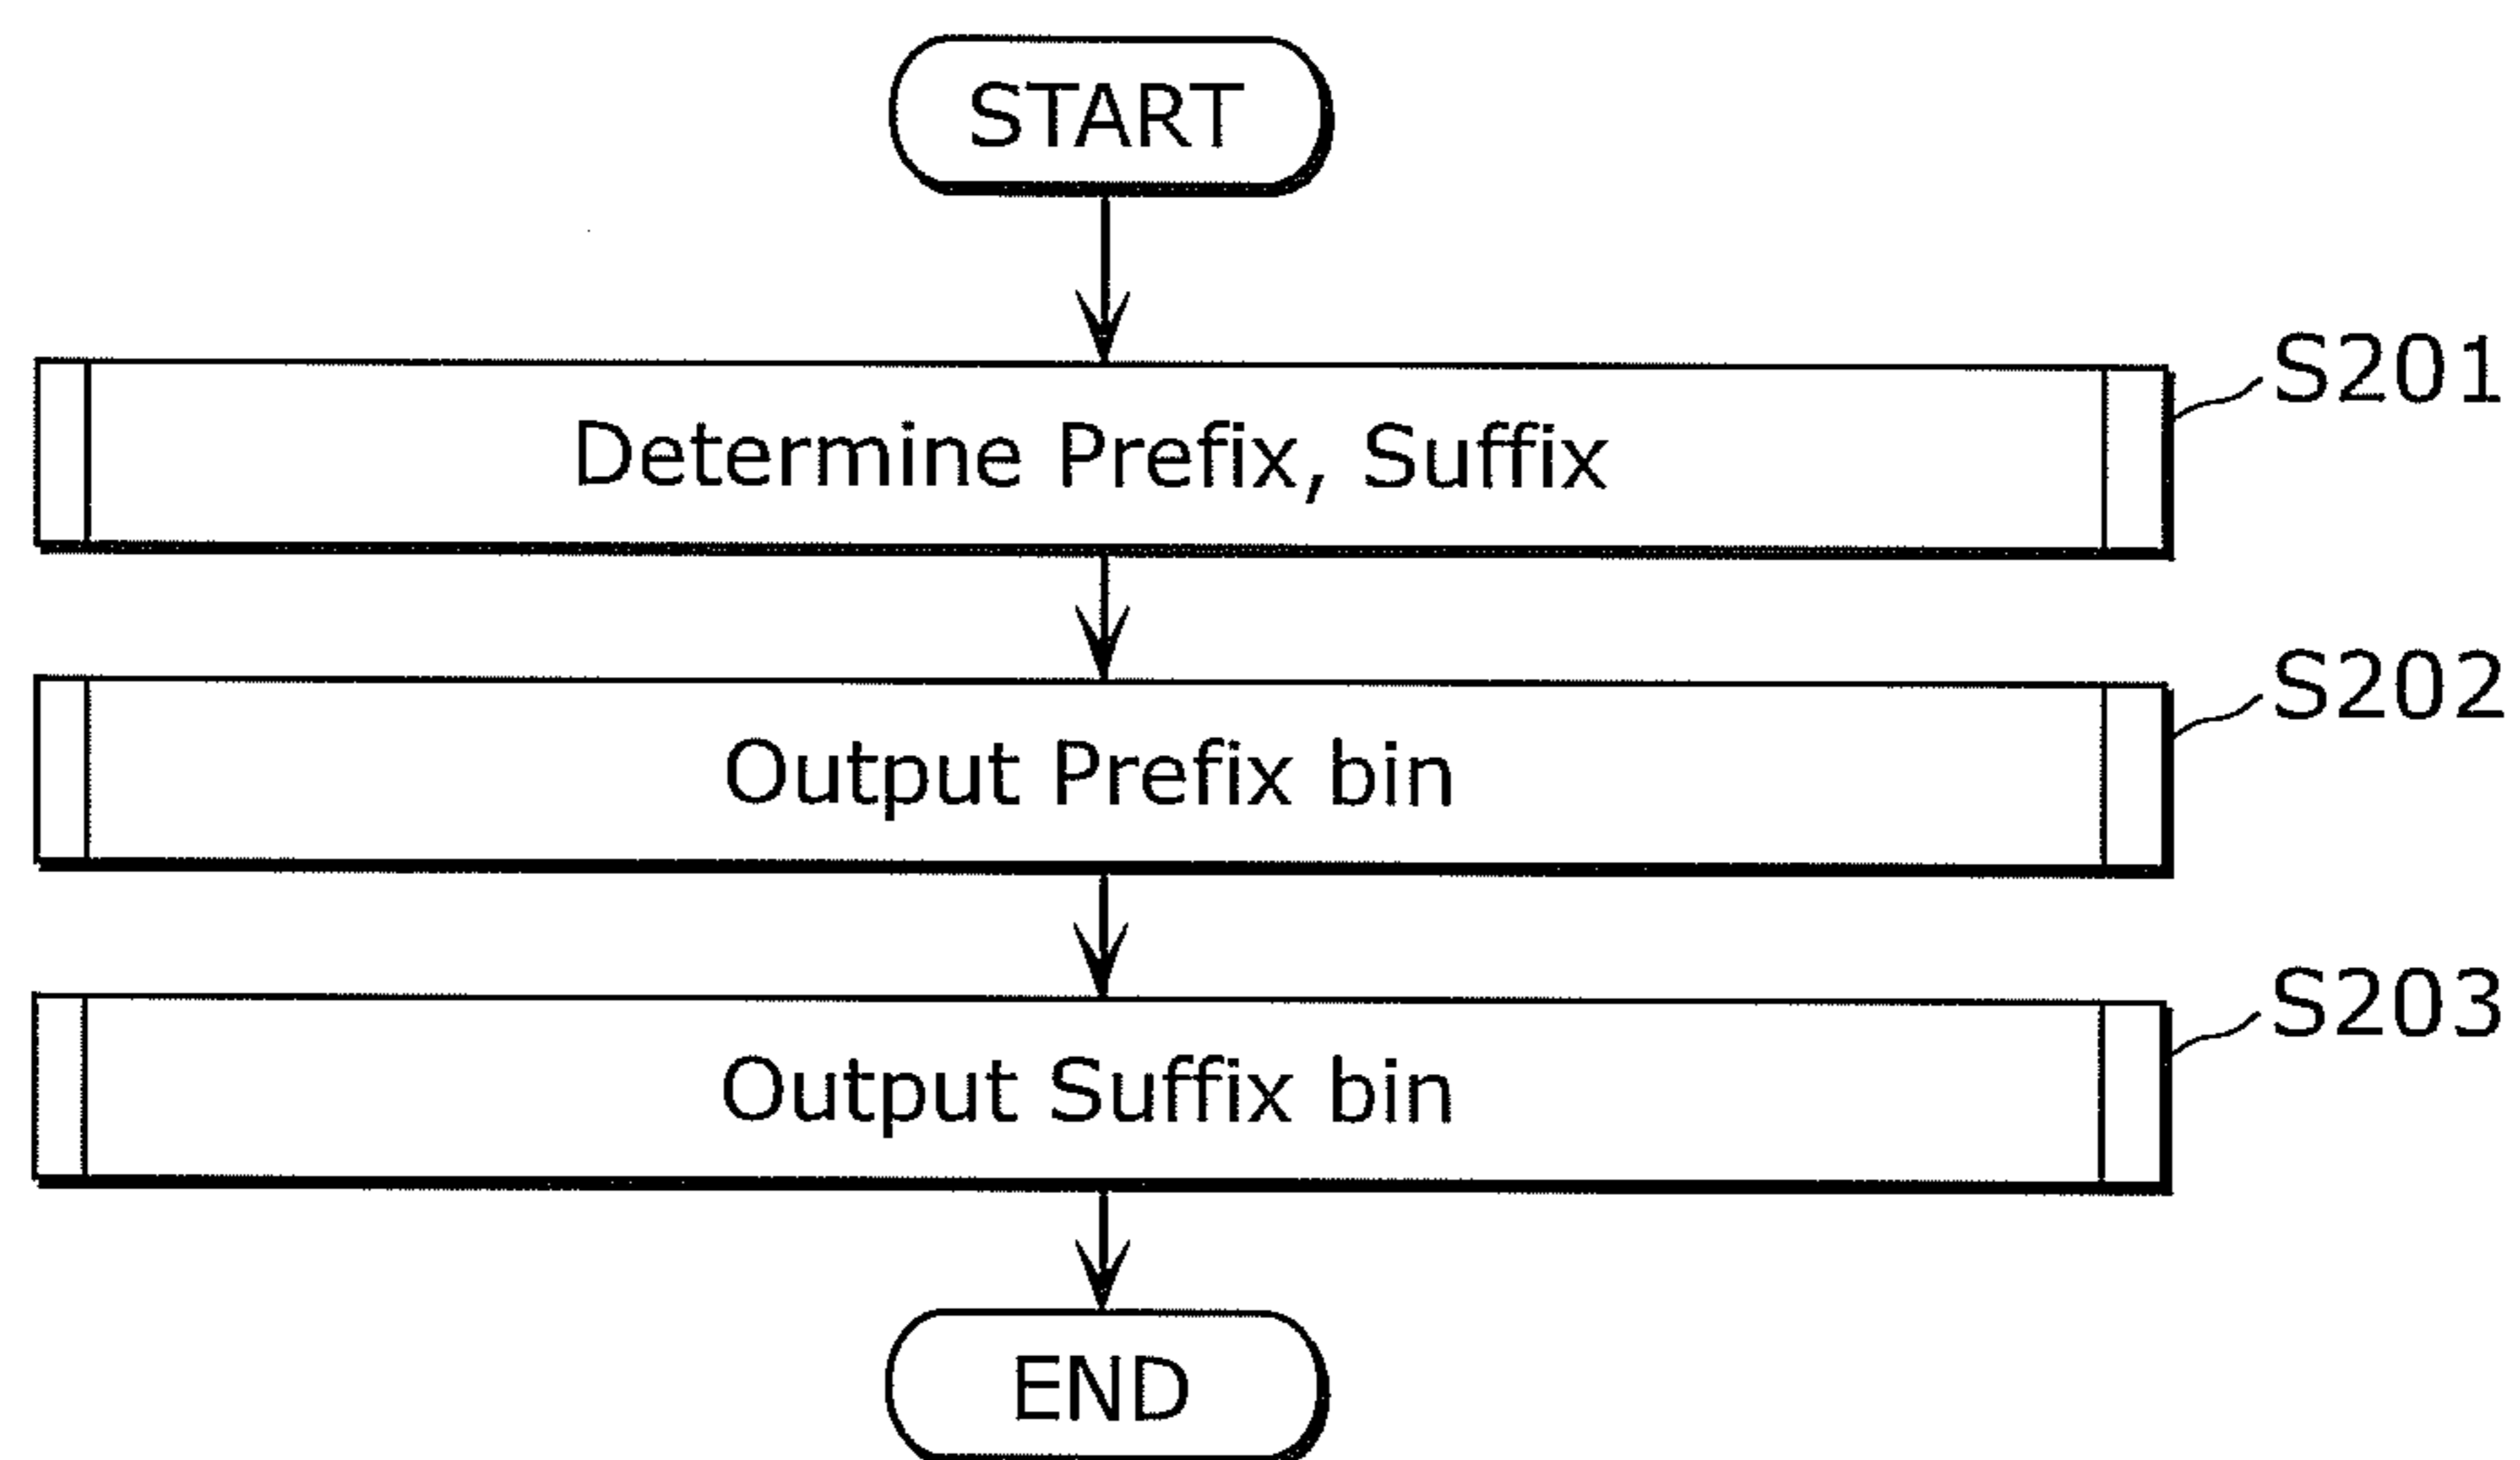 START
S201
Determine Prefix, Suffix
S202
Output Prefix bin
S203
Output Suffix bin
END